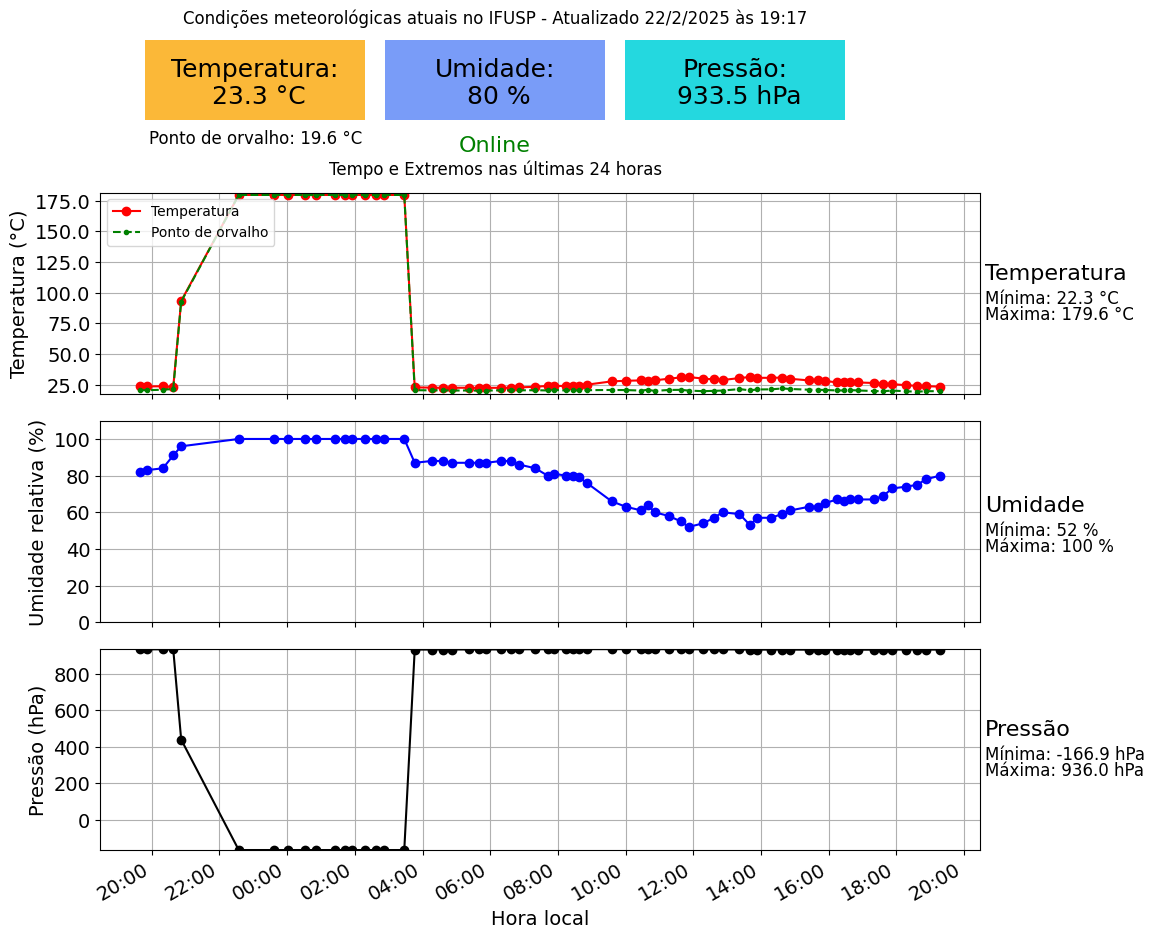 Condições meteorológicas atuais no IFUSP - Atualizado 22/2/2025 às 19:17
Temperatura:
23.3 °C
Umidade:
80 %
Pressão:
933.5 hPa
Ponto de orvalho: 19.6 °C
Online
Tempo e Extremos nas últimas 24 horas
Temperatura (°C)
175.0
150.0
125.0
100.0
75.0
50.0
25.0
Temperatura
Ponto de orvalho
Temperatura
Mínima: 22.3 °C
Máxima: 179.6 °C
Umidade relativa (%)
100
80
60
40
20
0
Umidade
Mínima: 52 %
Máxima: 100 %
Pressão (hPa)
800
600
400
200
0
Pressão
Mínima: -166.9 hPa
Máxima: 936.0 hPa
20:00 22:00 00:00 02:00 04:00 06:00 08:00 10:00 12:00 14:00 16:00 18:00 20:00
Hora local